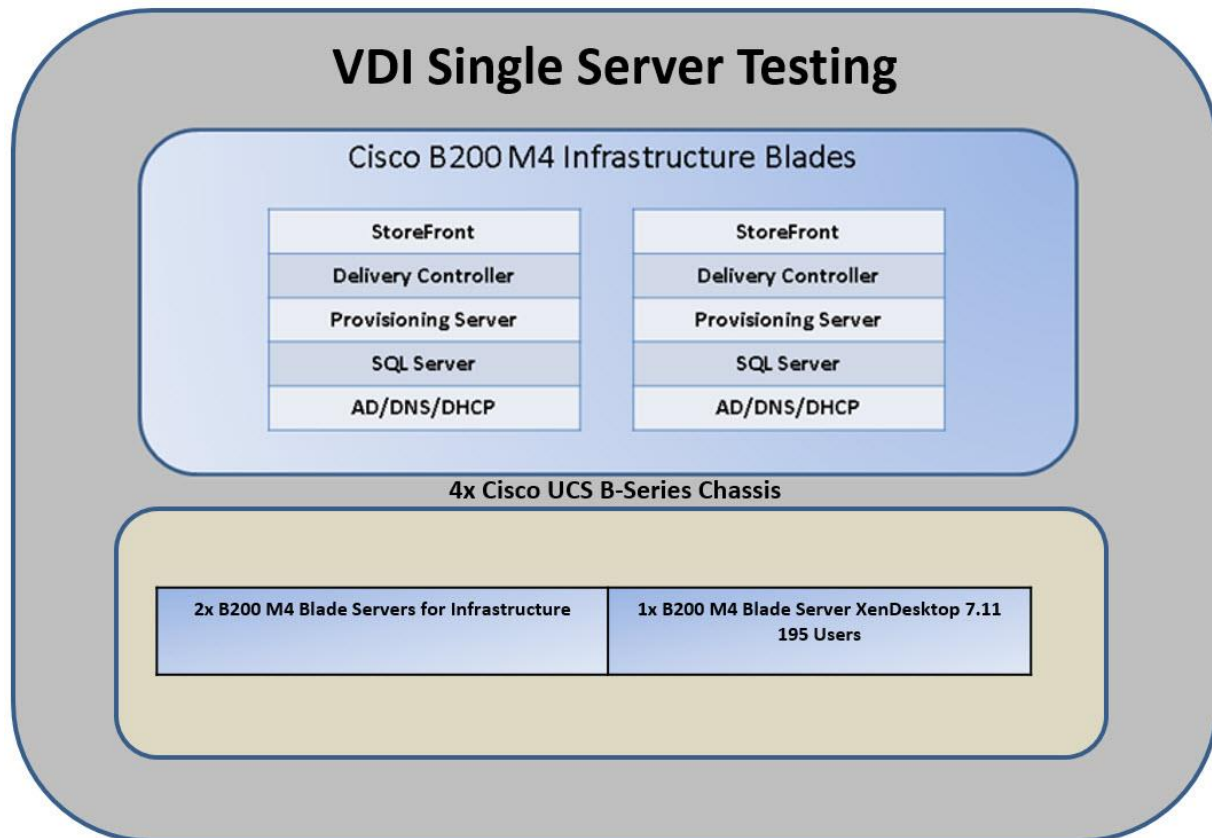 VDI Single Server Testing
Cisco B200 M4 Infrastructure Blades
StoreFront
Delivery Controller
Provisioning Server
SQL Server
AD/DNS/DHCP
StoreFront
Delivery Controller
Provisioning Server
SQL Server
AD/DNS/DHCP
4x Cisco UCS B-Series Chassis
2x B200 M4 Blade Servers for Infrastructure
1x B200 M4 Blade Server XenDesktop 7.11
195 Users